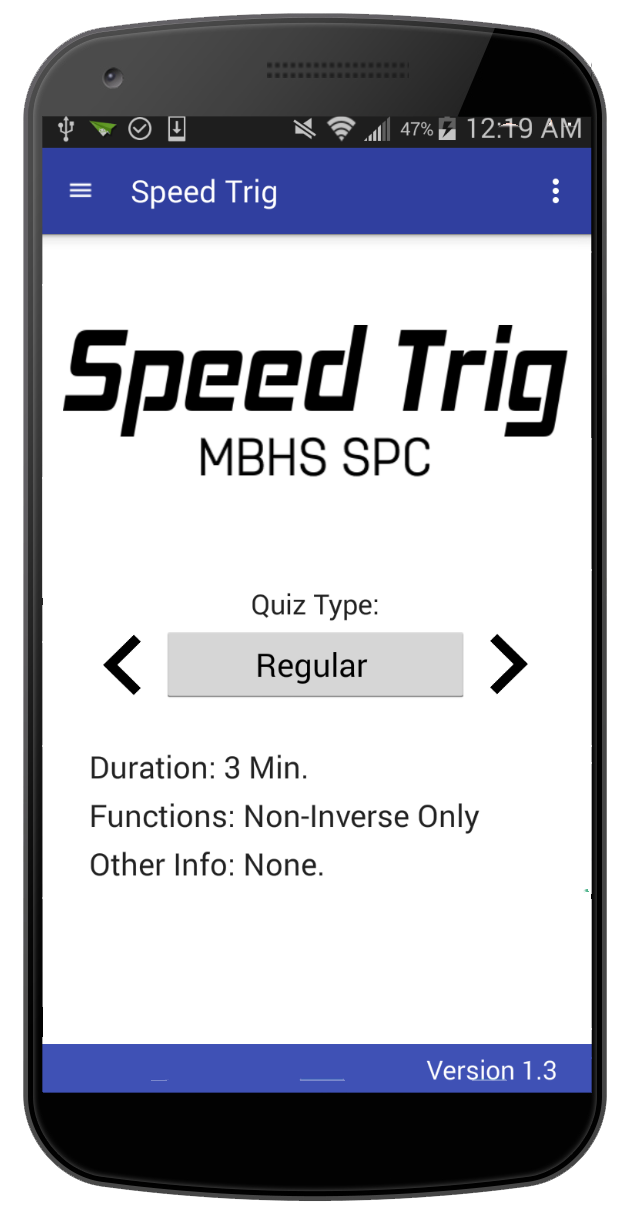 47% 12:19 AM
Speed Trig
Speed Trig
MBHS SPC
Quiz Type:
Regular
Duration: 3 Min.
Functions: Non-Inverse Only
Other Info: None.
Version 1.3